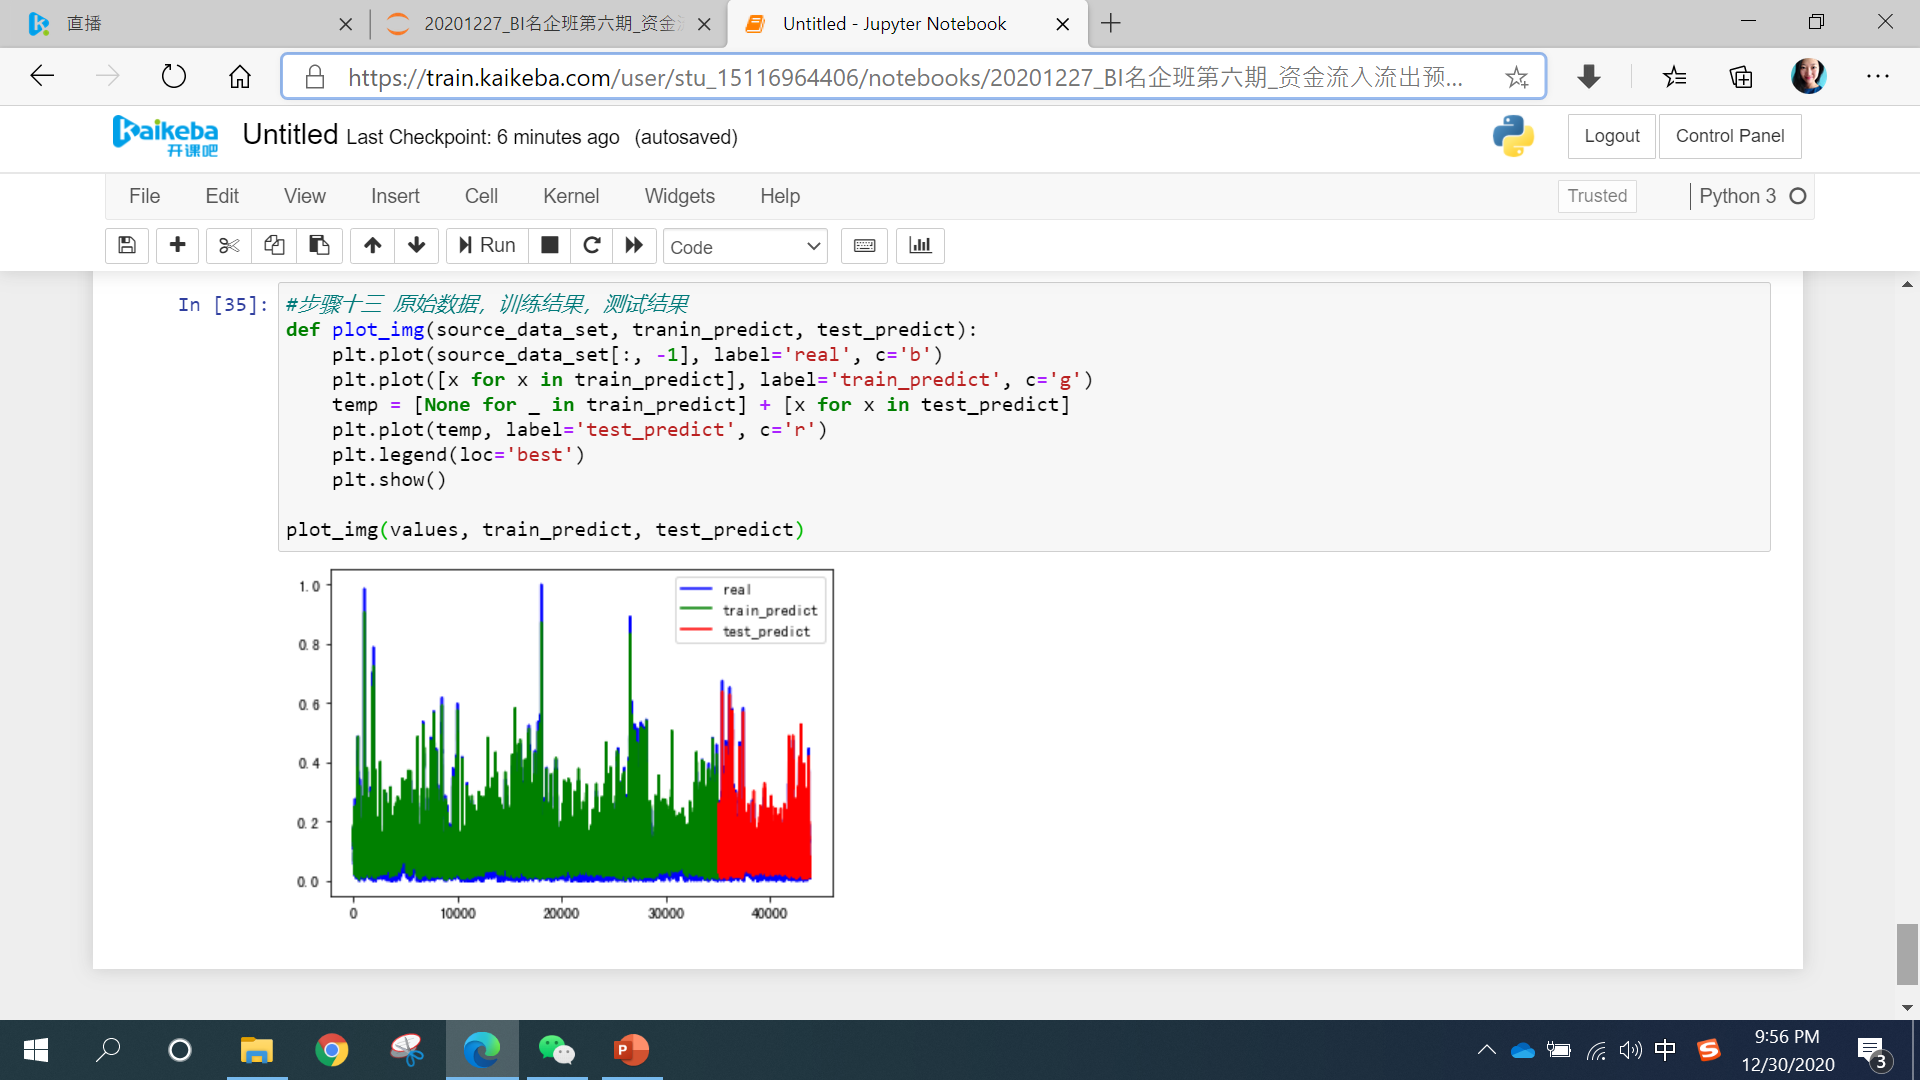 直播
20201227_BI名企班第六期_资金
Untitled - Jupyter Notebook
https://train.kaikeba.com/user/stu_15116964406/notebooks/20201227_BI名企班第六期_资金流入流出预...
Kaikeba
开课吧
Untitled Last Checkpoint: 6 minutes ago (autosaved)
Logout
Control Panel
File Edit View Insert Cell Kernel Widgets Help
Trusted
Python 3
Run
Code
In [35]:
#步骤十三 原始数据，训练结果，测试结果
def plot_img(source_data_set, tranin_predict, test_predict):
    plt.plot(source_data_set[:, -1], label='real', c='b')
    plt.plot([x for x in train_predict], label='train_predict', c='g')
    temp = [None for _ in train_predict] + [x for x in test_predict]
    plt.plot(temp, label='test_predict', c='r')
    plt.legend(loc='best')
    plt.show()
plot_img(values, train_predict, test_predict)
real
train_predict
test_predict
1.0
0.8
0.6
0.4
0.2
0.0
0 10000 20000 30000 40000
中
9:56 PM
12/30/2020
3